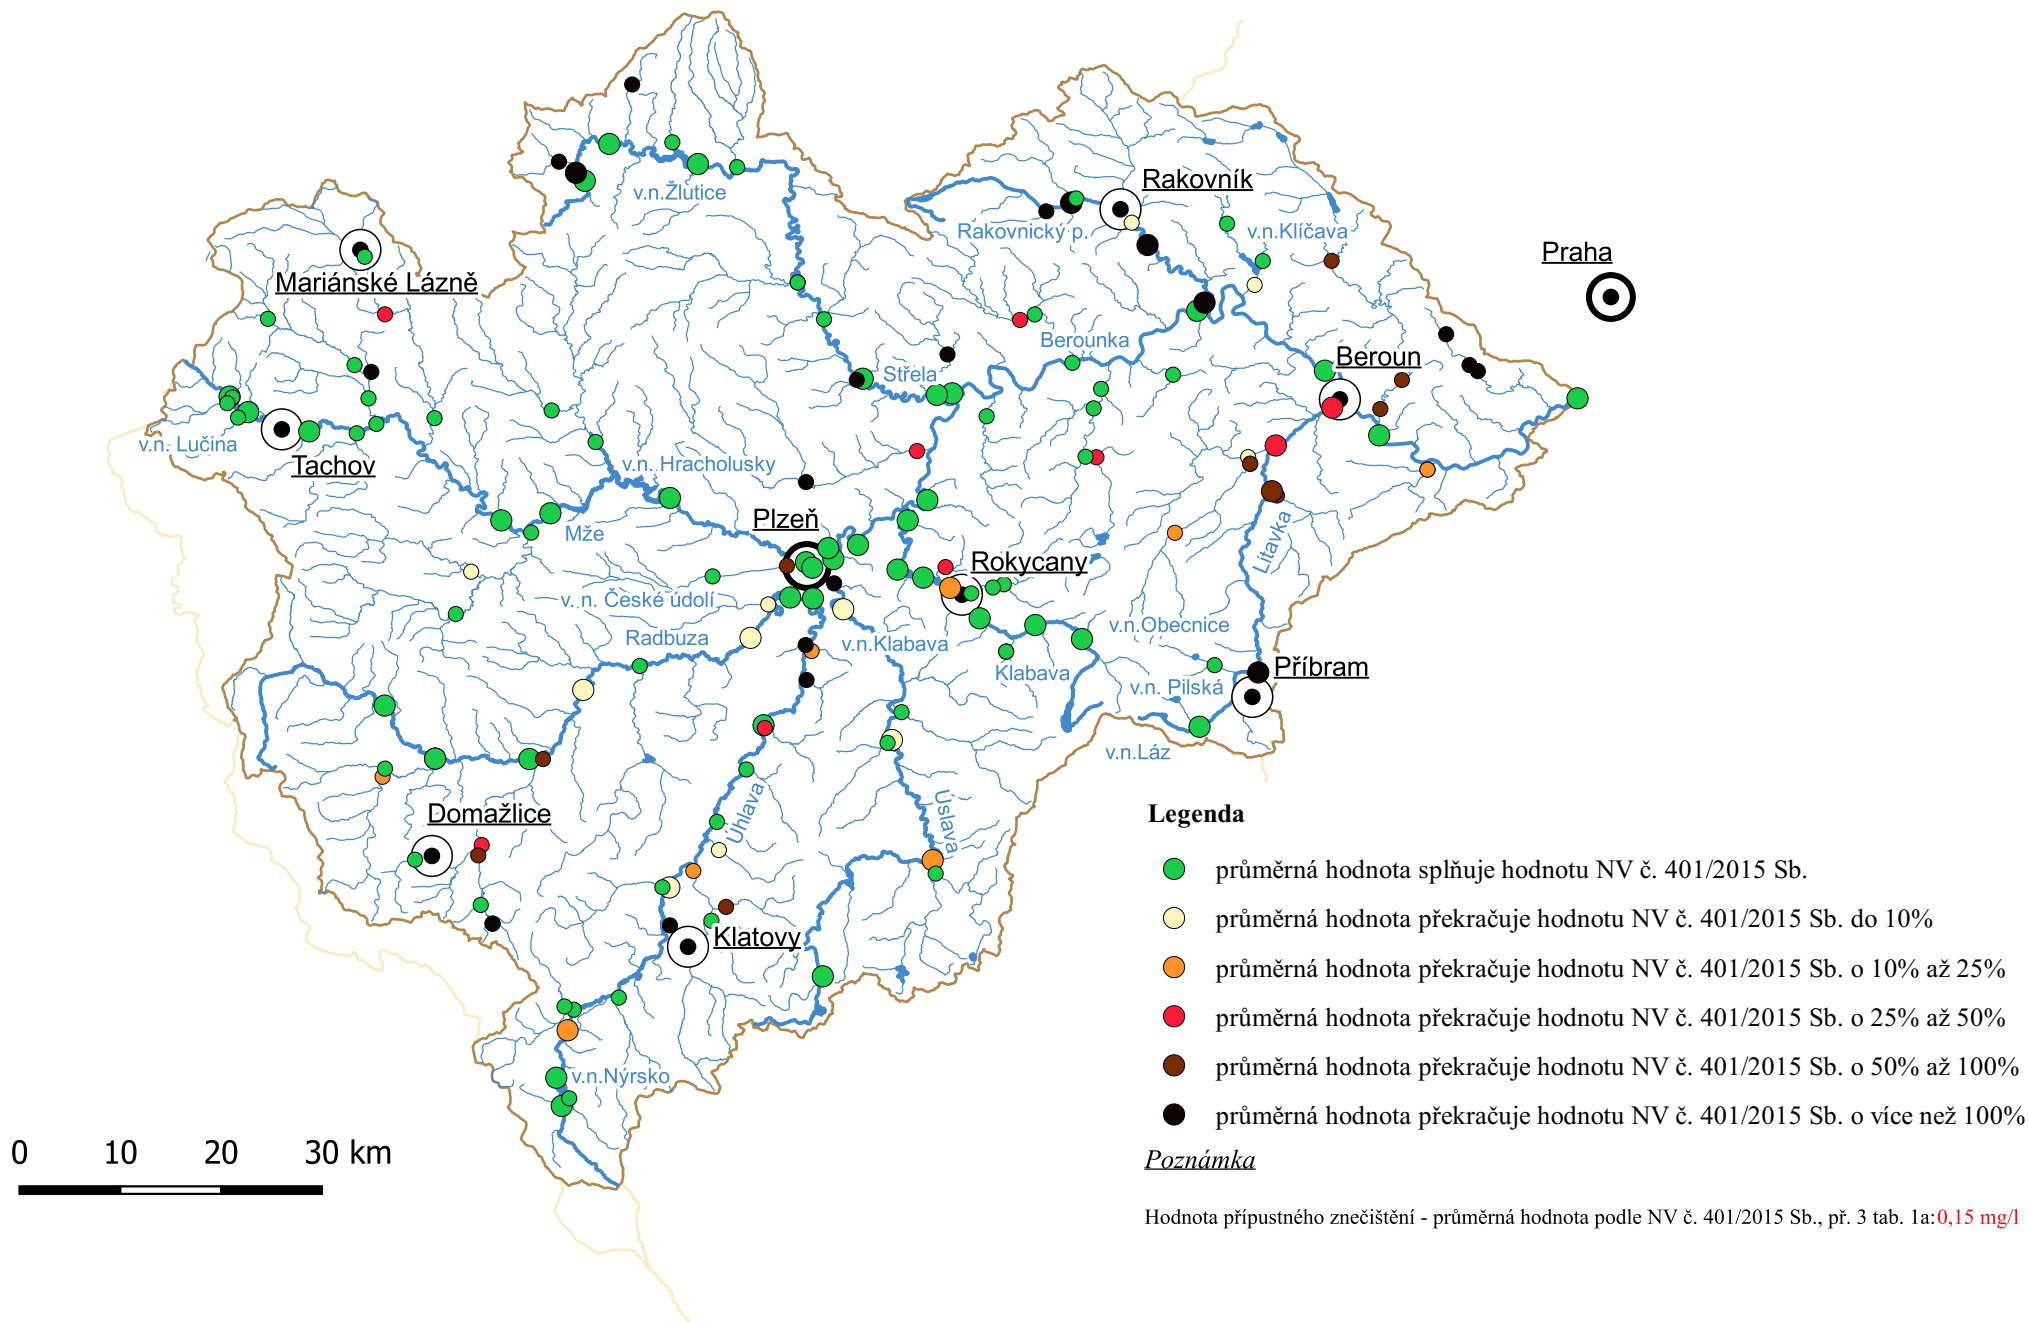 Rakovník
v.n.Žlutice
Rakovnický p.
v.n.Klíčava
Praha
Mariánské Lázně
Berounka
Beroun
Střela
v.n. Lučina
Tachov
v.n. Hracholusky
Plzeň
Mže
Litavka
Rokycany
v. n. České údolí
Radbuza
v.n.Klabava
v.n.Obecnice
Klabava
v.n. Pilská
Příbram
v.n.Láz
Domažlice
Úhlava
Úslava
Klatovy
v.n.Nýrsko
Legenda
průměrná hodnota splňuje hodnotu NV č. 401/2015 Sb.
průměrná hodnota překračuje hodnotu NV č. 401/2015 Sb. do 10%
průměrná hodnota překračuje hodnotu NV č. 401/2015 Sb. o 10% až 25%
průměrná hodnota překračuje hodnotu NV č. 401/2015 Sb. o 25% až 50%
průměrná hodnota překračuje hodnotu NV č. 401/2015 Sb. o 50% až 100%
průměrná hodnota překračuje hodnotu NV č. 401/2015 Sb. o více než 100%
0 10 20 30 km
Poznámka
Hodnota přípustného znečištění - průměrná hodnota podle NV č. 401/2015 Sb., př. 3 tab. 1a:0,15 mg/l